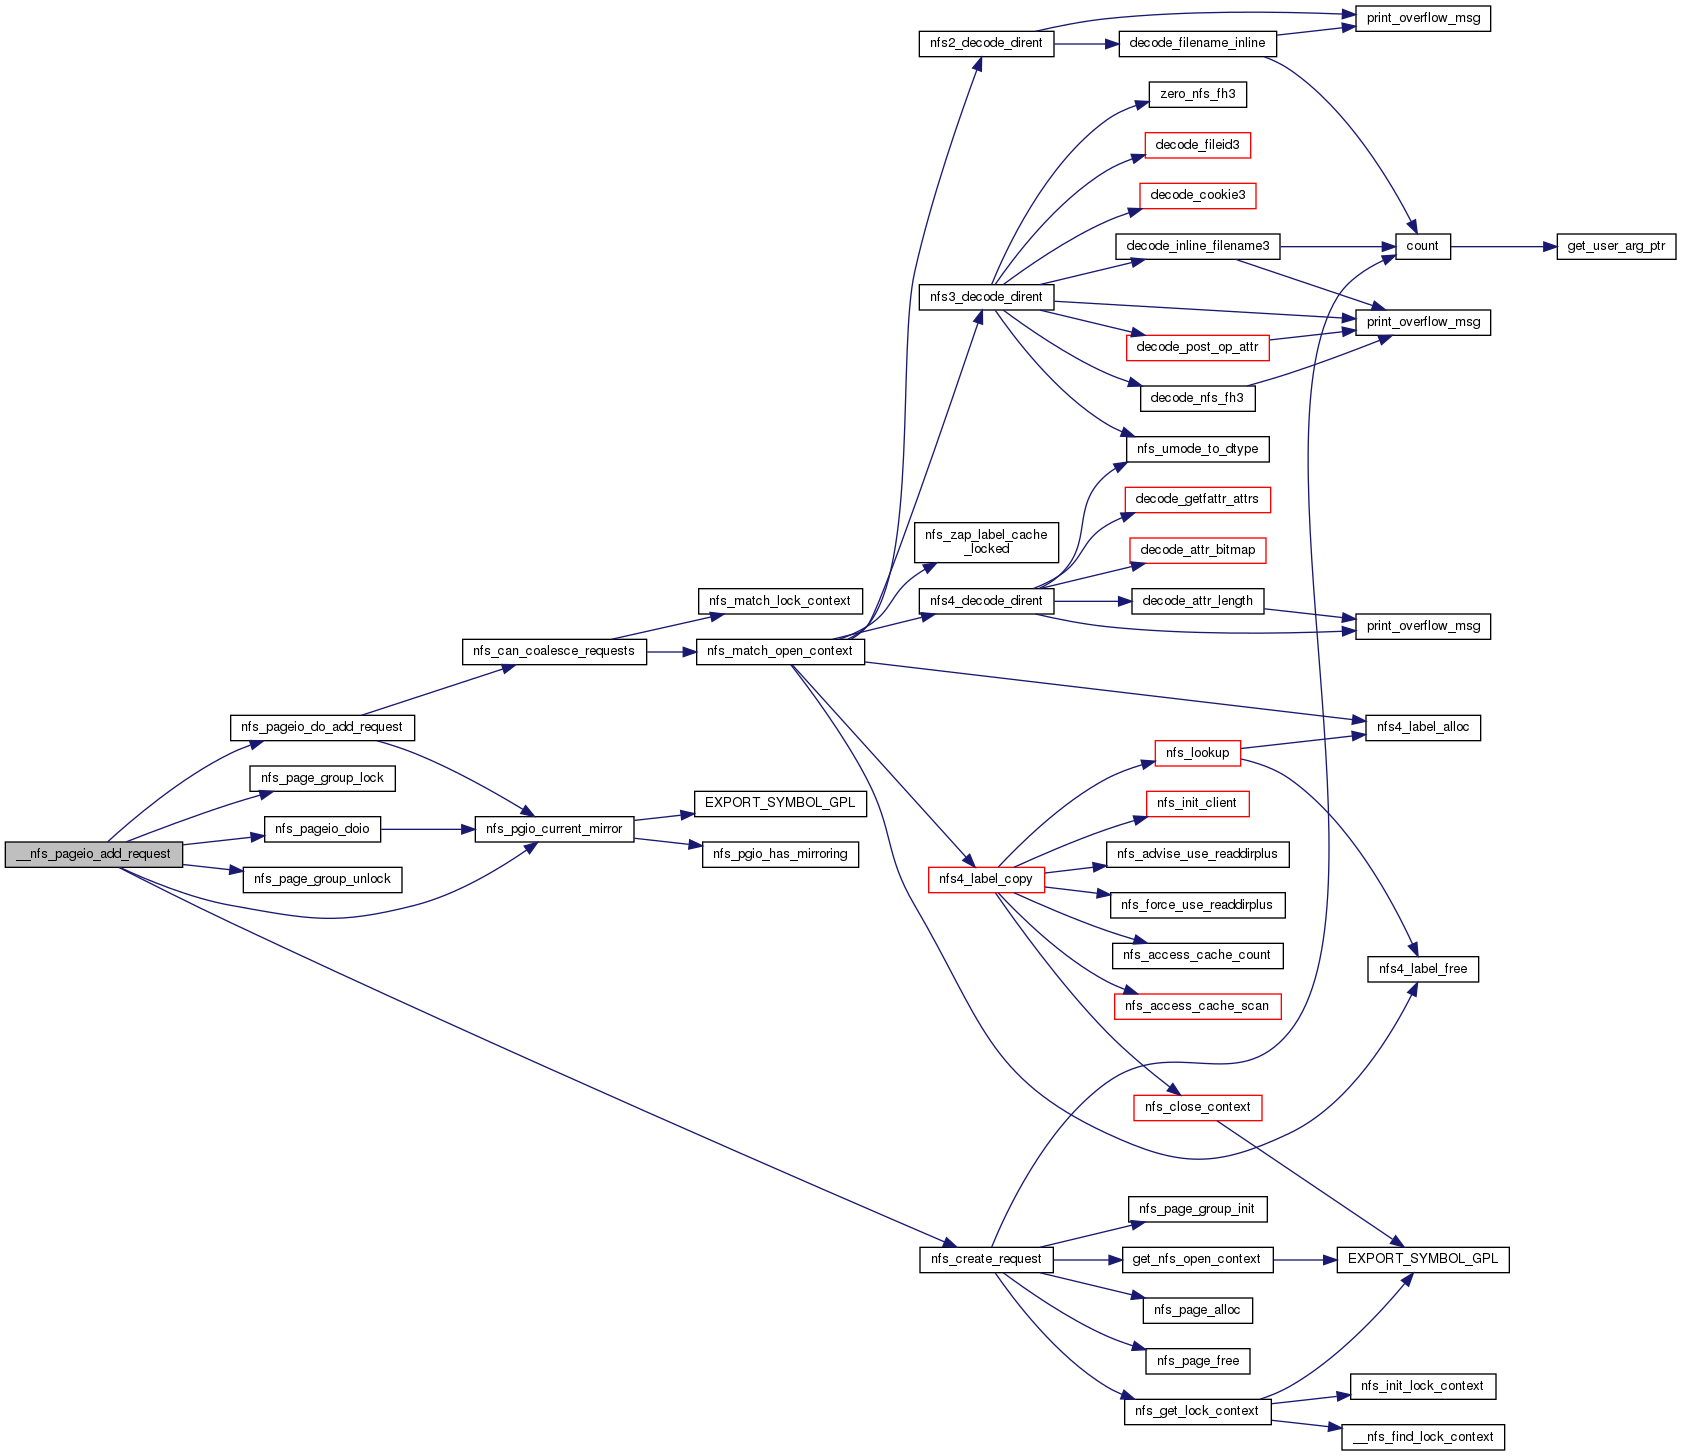 print_overflow_msg
nfs2_decode_dirent
decode_filename_inline
zero_nfs_fh3
decode_fileid3
decode_cookie3
decode_inline_filename3
count
get_user_arg_ptr
nfs3_decode_dirent
print_overflow_msg
decode_post_op_attr
decode_nfs_fh3
nfs_umode_to_dtype
decode_getfattr_attrs
nfs_zap_label_cache
_locked
decode_attr_bitmap
nfs_match_lock_context
nfs4_decode_dirent
decode_attr_length
print_overflow_msg
nfs_can_coalesce_requests
nfs_match_open_context
nfs_pageio_do_add_request
nfs4_label_alloc
nfs_lookup
nfs_page_group_lock
EXPORT_SYMBOL_GPL
nfs_init_client
nfs_pageio_doio
nfs_pgio_current_mirror
__nfs_pageio_add_request
nfs_pgio_has_mirroring
nfs_advise_use_readdirplus
nfs_page_group_unlock
nfs4_label_copy
nfs_force_use_readdirplus
nfs_access_cache_count
nfs4_label_free
nfs_access_cache_scan
nfs_close_context
nfs_page_group_init
nfs_create_request
get_nfs_open_context
EXPORT_SYMBOL_GPL
nfs_page_alloc
nfs_page_free
nfs_init_lock_context
nfs_get_lock_context
__nfs_find_lock_context